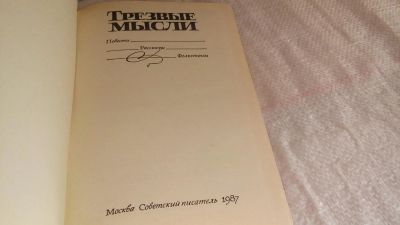 ТРЕЗВЫЕ
МЫСЛИ
Повести
Рассказы
Фельетоны
Москва Советский писатель 1987